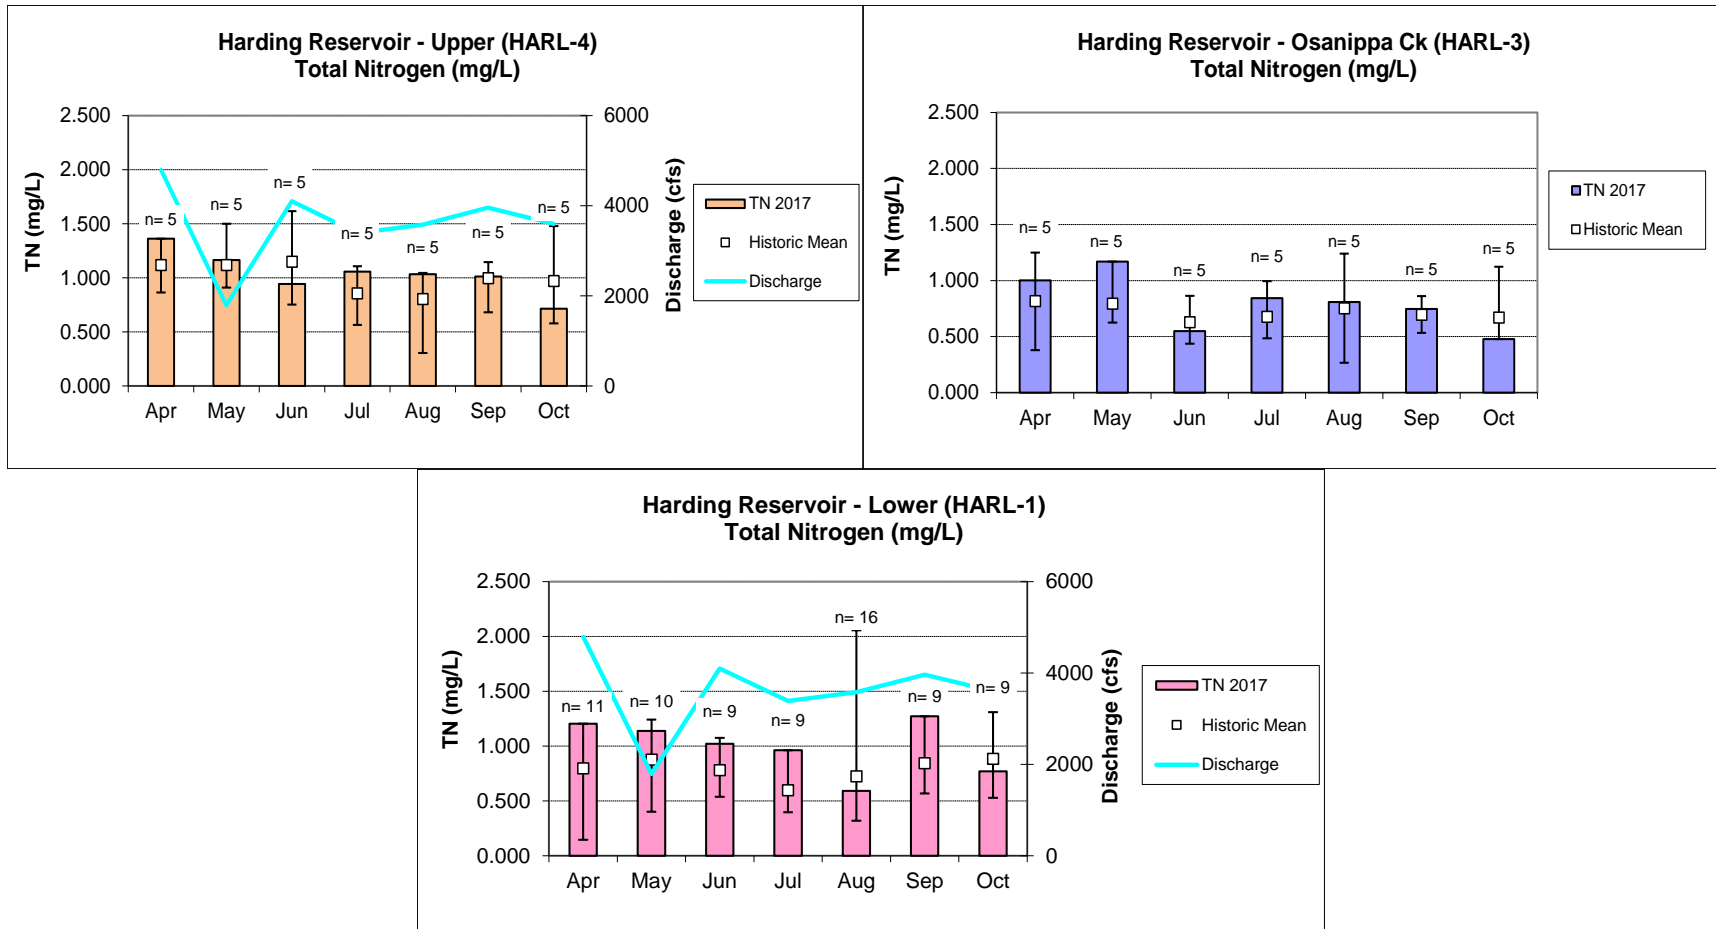 Harding Reservoir - Upper (HARL-4)
Total Nitrogen (mg/L)
TN (mg/L)
2.500
2.000
1.500
1.000
0.500
0.000
n= 5
n= 5
n= 5
n= 5
n= 5
n= 5
n= 5
Apr May Jun Jul Aug Sep Oct
6000
4000
2000
0
Discharge (cfs)
TN 2017
Historic Mean
Discharge
Harding Reservoir - Osanippa Ck (HARL-3)
Total Nitrogen (mg/L)
TN (mg/L)
2.500
2.000
1.500
1.000
0.500
0.000
n= 5
n= 5
n= 5
n= 5
n= 5
n= 5
n= 5
Apr May Jun Jul Aug Sep Oct
TN 2017
Historic Mean
Harding Reservoir - Lower (HARL-1)
Total Nitrogen (mg/L)
TN (mg/L)
2.500
2.000
1.500
1.000
0.500
0.000
n= 11
n= 10
n= 9
n= 9
n= 16
n= 9
n= 9
Apr May Jun Jul Aug Sep Oct
6000
4000
2000
0
Discharge (cfs)
TN 2017
Historic Mean
Discharge